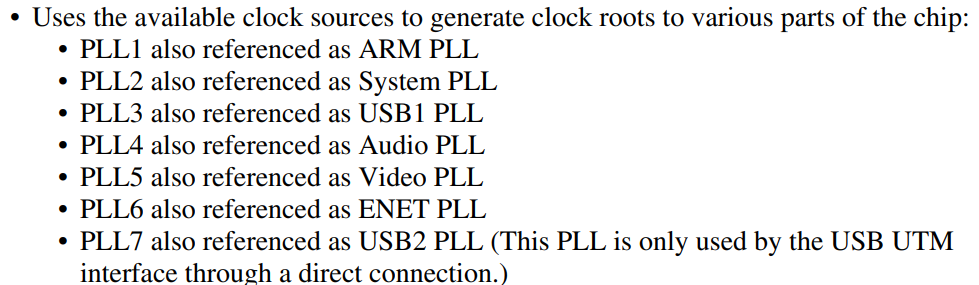 • Uses the available clock sources to generate clock roots to various parts of the chip:
• PLL1 also referenced as ARM PLL
• PLL2 also referenced as System PLL
• PLL3 also referenced as USB1 PLL
• PLL4 also referenced as Audio PLL
• PLL5 also referenced as Video PLL
• PLL6 also referenced as ENET PLL
• PLL7 also referenced as USB2 PLL (This PLL is only used by the USB UTM
interface through a direct connection.)